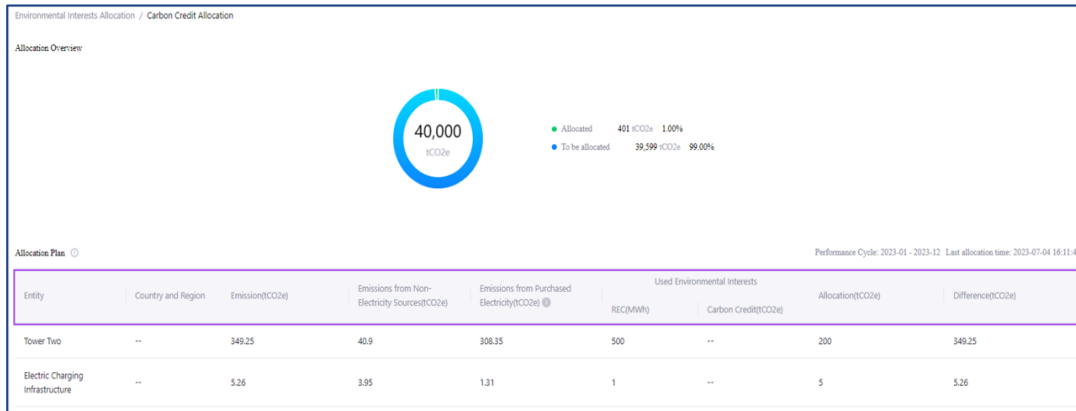 Environmental Interests Allocation / Carbon Credit Allocation
Allocation Overview
40,000
tCO2e
Allocated 401 tCO2e 1.00%
To be allocated 39,599 tCO2e 99.00%
Allocation Plan
Performance Cycle: 2023-01 - 2023-12 Last allocation time: 2023-07-04 16:11:4
Entity Country and Region Emission(tCO2e) Emissions from Non-Electricity Sources(tCO2e) Emissions from Purchased Electricity(tCO2e) Used Environmental Interests REC(MWh) Carbon Credit(tCO2e) Allocation(tCO2e) Difference(tCO2e)
Tower Two -- 349.25 40.9 308.35 500 -- 200 349.25
Electric Charging Infrastructure -- 5.26 3.95 1.31 1 -- 5 5.26